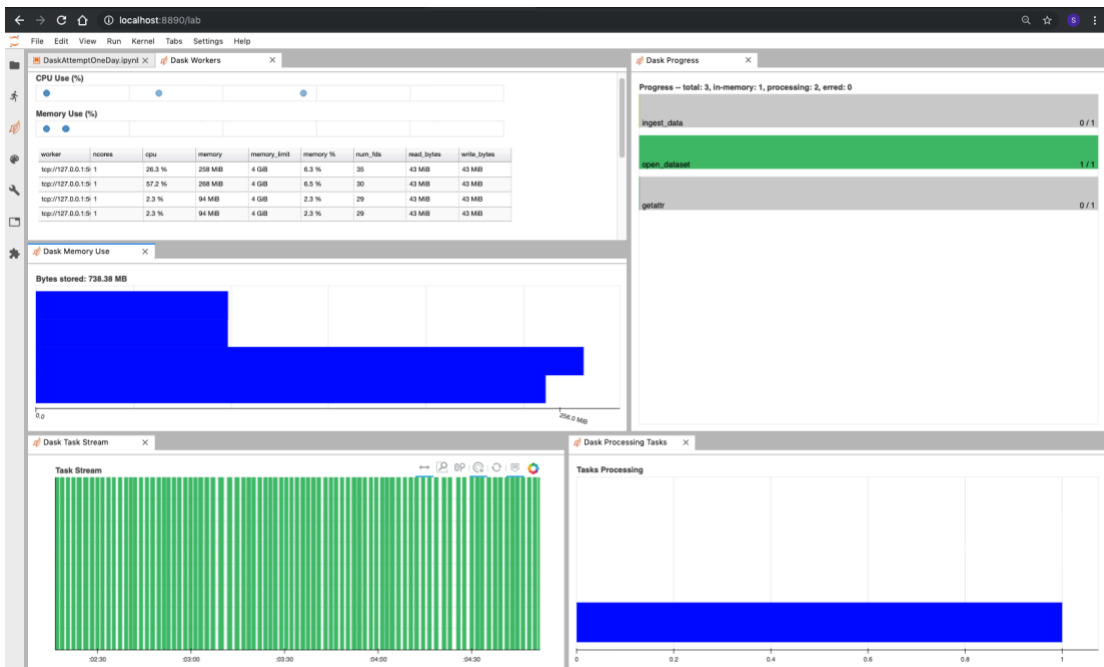 localhost:8890/lab
S
File Edit View Run Kernel Tabs Settings Help
DaskAttemptOneDay.ipynb Dask Workers
CPU Use (%)
Memory Use (%)
worker ncores cpu memory memory_limit memory % num_fds read_bytes write_bytes
tcp://127.0.0.1:5 1 26.3 % 258 MiB 4 GiB 6.3 % 35 43 MiB 43 MiB
tcp://127.0.0.1:5 1 57.2 % 268 MiB 4 GiB 6.5 % 30 43 MiB 43 MiB
tcp://127.0.0.1:5 1 2.3 % 94 MiB 4 GiB 2.3 % 29 43 MiB 43 MiB
tcp://127.0.0.1:5 1 2.3 % 94 MiB 4 GiB 2.3 % 29 43 MiB 43 MiB
Dask Progress
Progress -- total: 3, in-memory: 1, processing: 2, erred: 0
ingest_data 0 / 1
open_dataset 1 / 1
getattr 0 / 1
Dask Memory Use
Bytes stored: 738.38 MB
0.0 256.0 MiB
Dask Task Stream
Task Stream
:02:30 :03:00 :03:30 :04:00 :04:30
Dask Processing Tasks
Tasks Processing
0 0.2 0.4 0.6 0.8 1